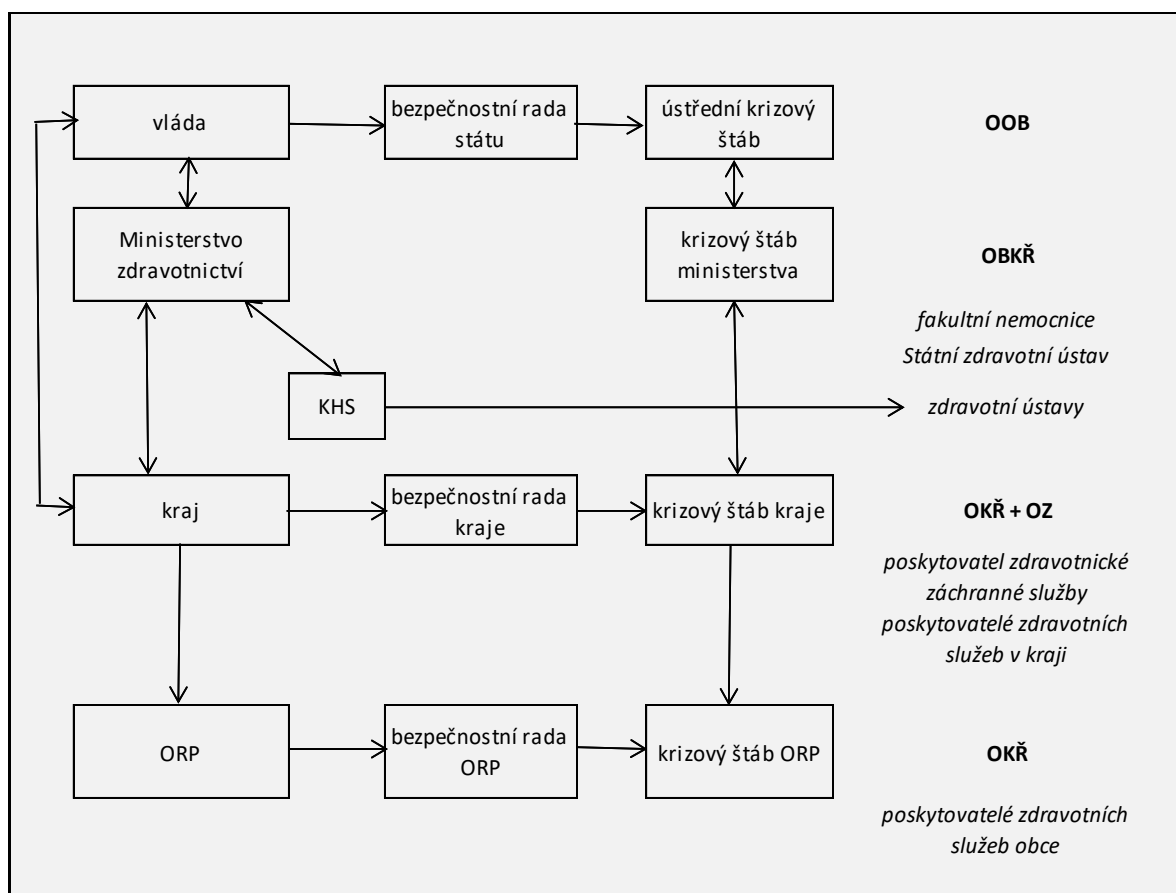 vláda
bezpečnostní rada
státu
ústřední krizový
štáb
OOB
Ministerstvo
zdravotnictví
krizový štáb
ministerstva
OBKŘ
fakultní nemocnice
Státní zdravotní ústav
KHS
zdravotní ústavy
kraj
bezpečnostní rada
kraje
krizový štáb kraje
OKŘ + OZ
poskytovatel zdravotnické
záchranné služby
poskytovatelé zdravotních
služeb v kraji
ORP
bezpečnostní rada
ORP
krizový štáb ORP
OKŘ
poskytovatelé zdravotních
služeb obce